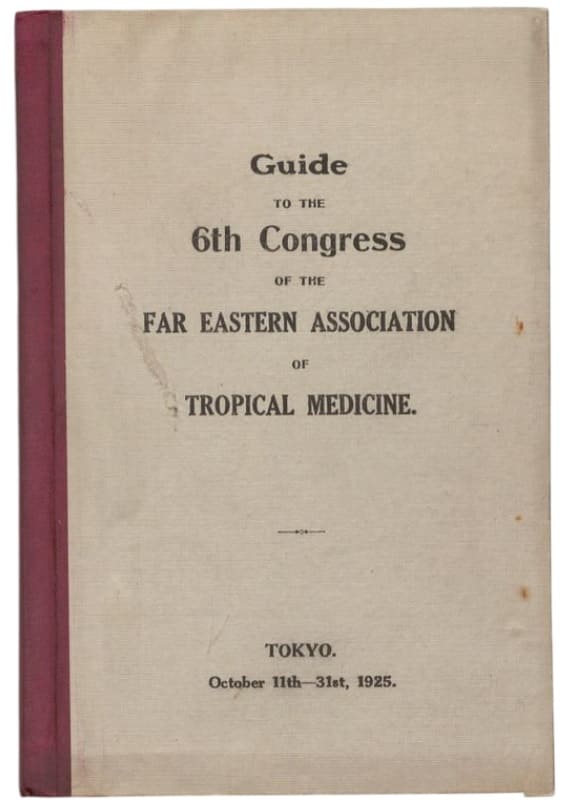 Guide
TO THE
6th Congress
OF THE
FAR EASTERN ASSOCIATION
OF
TROPICAL MEDICINE.
TOKYO.
October 11th—31st, 1925.